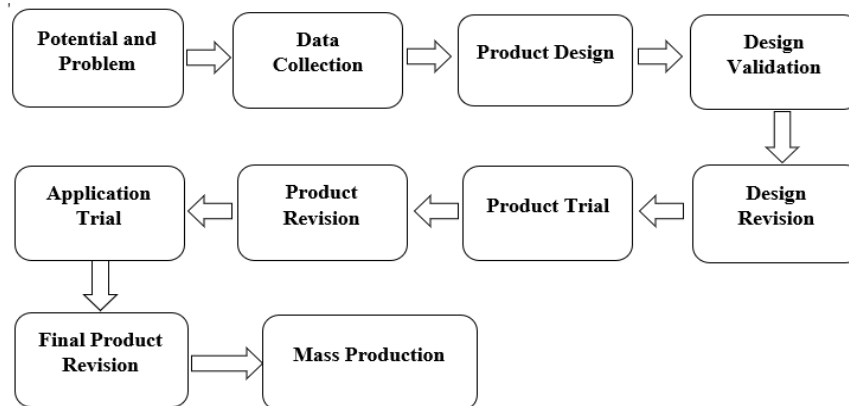 Potential and
Problem
Data
Collection
Product Design
Design
Validation
Design
Revision
Product Trial
Product
Revision
Application
Trial
Final Product
Revision
Mass Production